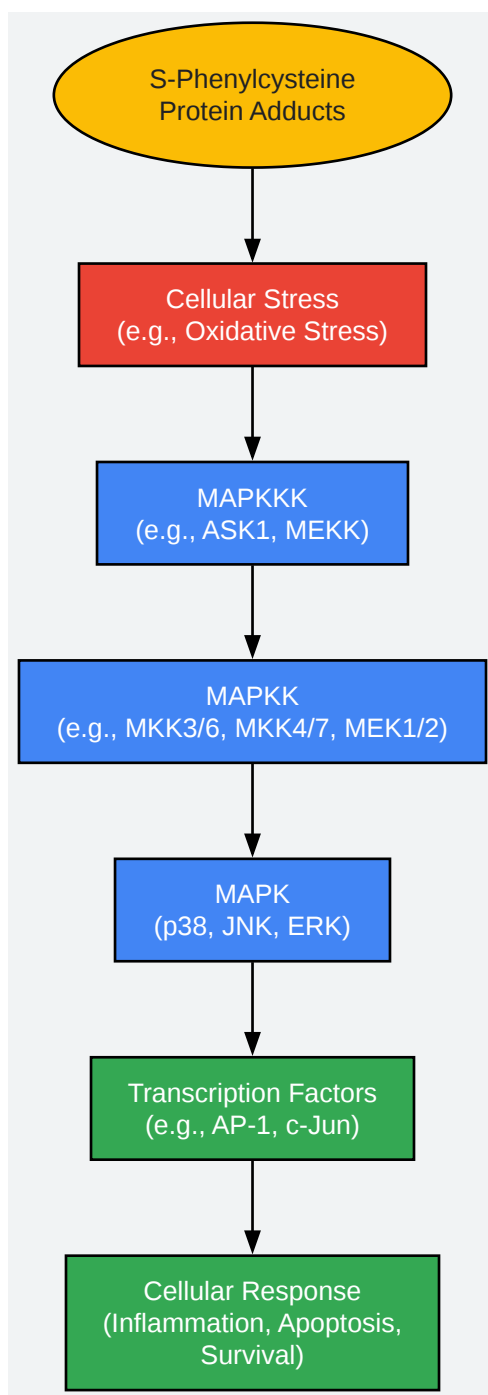 S-Phenylcysteine
Protein Adducts
Cellular Stress
(e.g., Oxidative Stress)
MAPKKK
(e.g., ASK1, MEKK)
MAPKK
(e.g., MKK3/6, MKK4/7, MEK1/2)
MAPK
(p38, JNK, ERK)
Transcription Factors
(e.g., AP-1, c-Jun)
Cellular Response
(Inflammation, Apoptosis,
Survival)